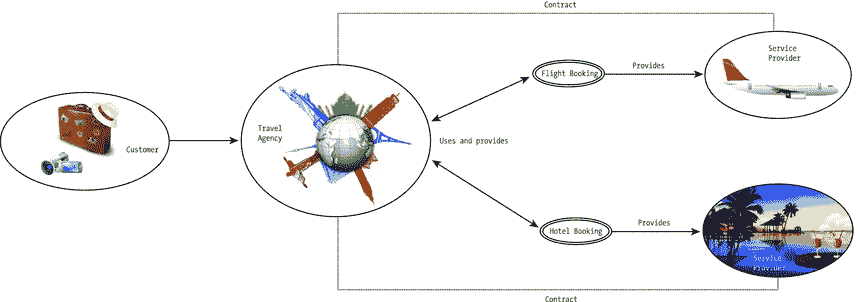 Contract
Service
Provider
Flight Booking
Provides
Travel
Agency
Customer
Uses and provides
Hotel Booking
Provides
Service
Provider
Contract